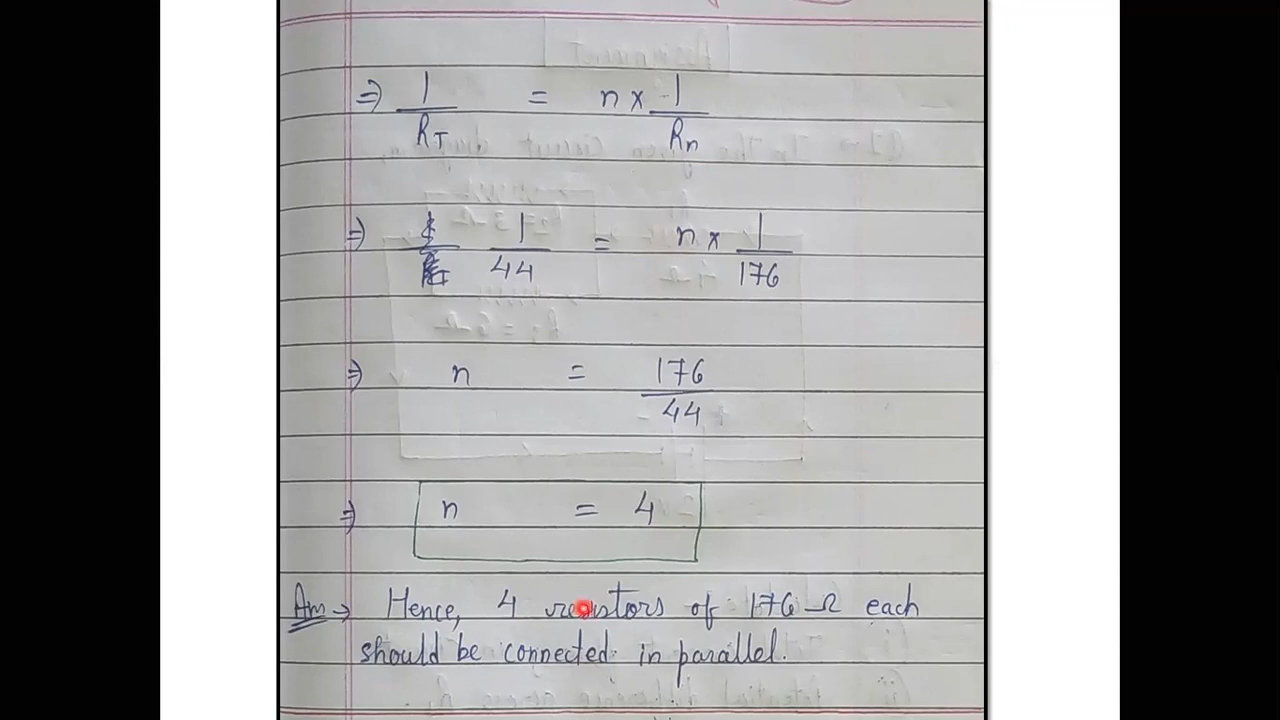 ⇒ 1/R_T = n × 1/R_n
⇒ 1/44 = n × 1/176
⇒ n = 176/44
⇒ n = 4
Ans → Hence, 4 resistors of 176 Ω each
should be connected in parallel.